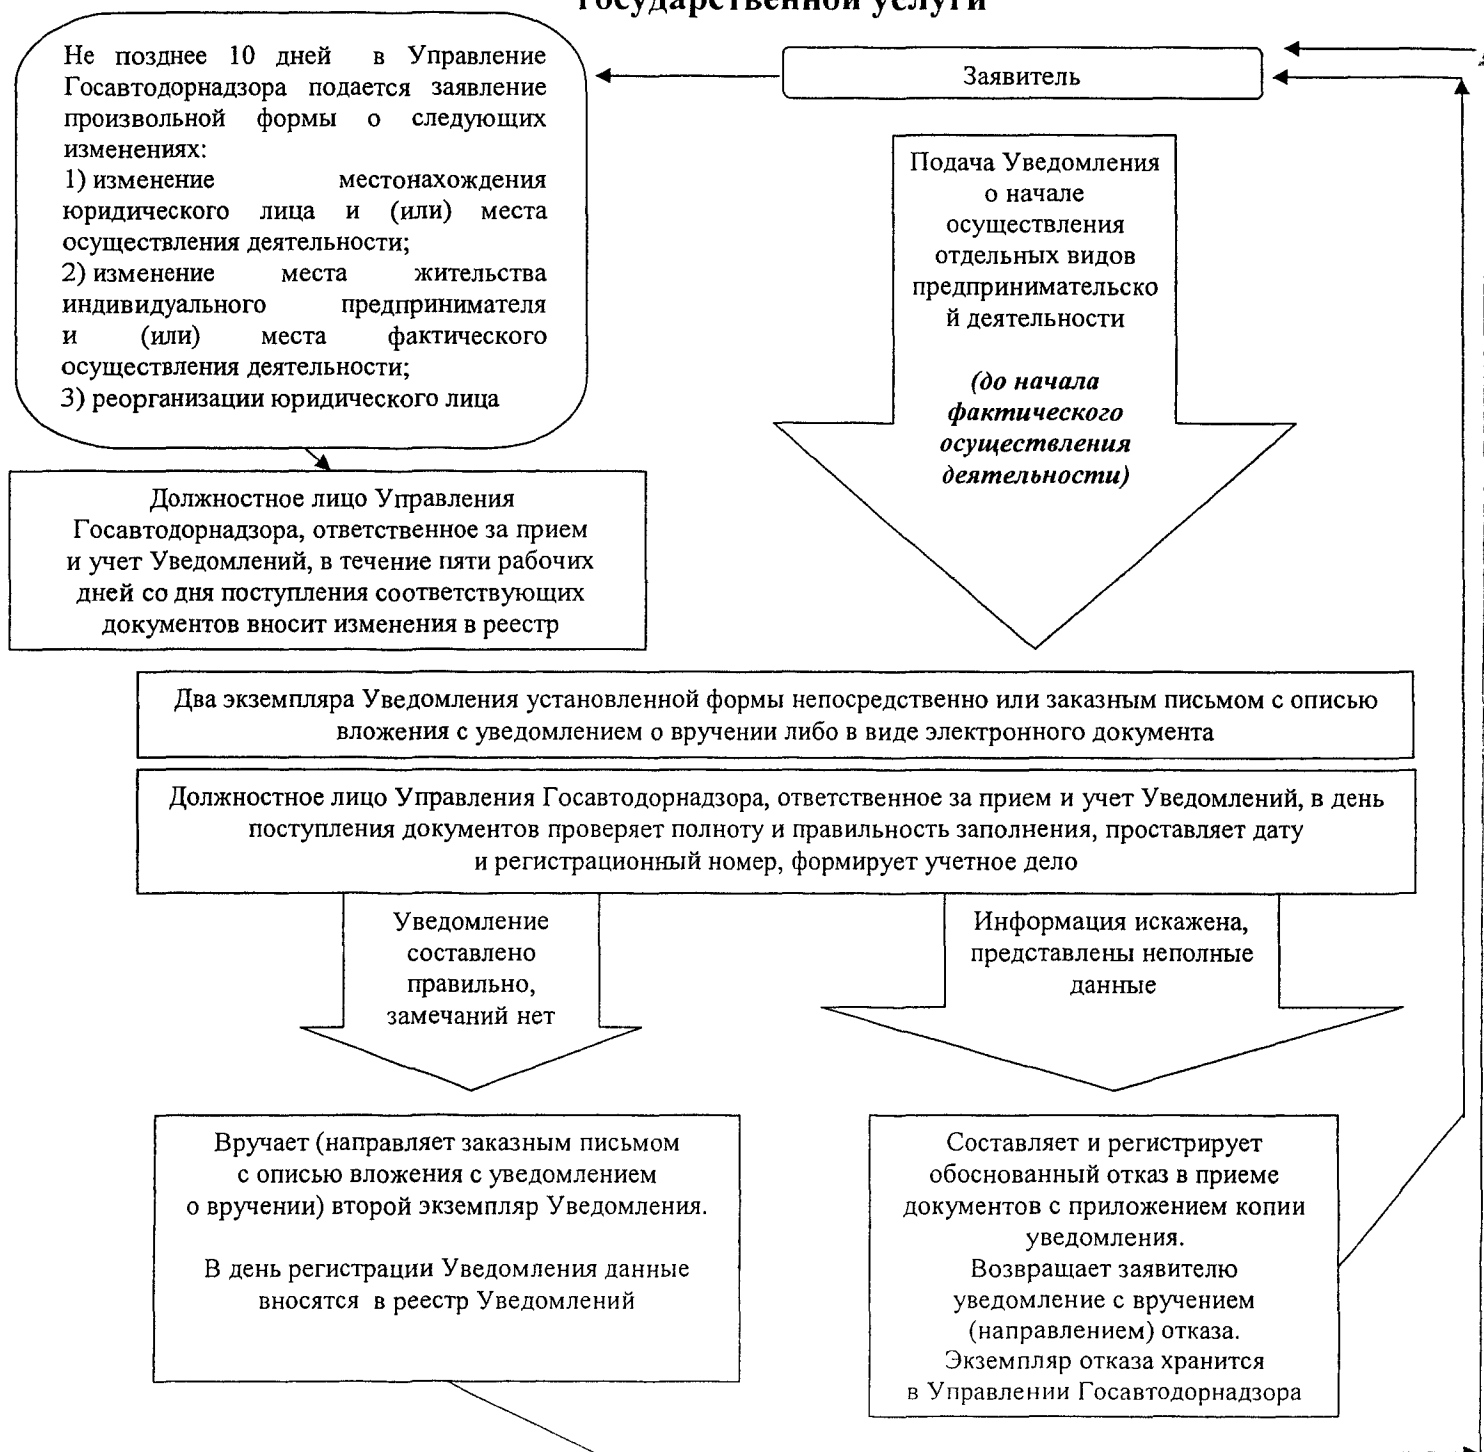 государственной услуги
Заявитель
Не позднее 10 дней в Управление
Госавтодорнадзора подается заявление
произвольной формы о следующих
изменениях:
1) изменение местонахождения
юридического лица и (или) места
осуществления деятельности;
2) изменение места жительства
индивидуального предпринимателя
и (или) места фактического
осуществления деятельности;
3) реорганизации юридического лица
Должностное лицо Управления
Госавтодорнадзора, ответственное за прием
и учет Уведомлений, в течение пяти рабочих
дней со дня поступления соответствующих
документов вносит изменения в реестр
Подача Уведомления
о начале
осуществления
отдельных видов
предпринимательско
й деятельности
(до начала
фактического
осуществления
деятельности)
Два экземпляра Уведомления установленной формы непосредственно или заказным письмом с описью
вложения с уведомлением о вручении либо в виде электронного документа
Должностное лицо Управления Госавтодорнадзора, ответственное за прием и учет Уведомлений, в день
поступления документов проверяет полноту и правильность заполнения, проставляет дату
и регистрационный номер, формирует учетное дело
Уведомление
составлено
правильно,
замечаний нет
Информация искажена,
представлены неполные
данные
Вручает (направляет заказным письмом
с описью вложения с уведомлением
о вручении) второй экземпляр Уведомления.
В день регистрации Уведомления данные
вносятся в реестр Уведомлений
Составляет и регистрирует
обоснованный отказ в приеме
документов с приложением копии
уведомления.
Возвращает заявителю
уведомление с вручением
(направлением) отказа.
Экземпляр отказа хранится
в Управлении Госавтодорнадзора